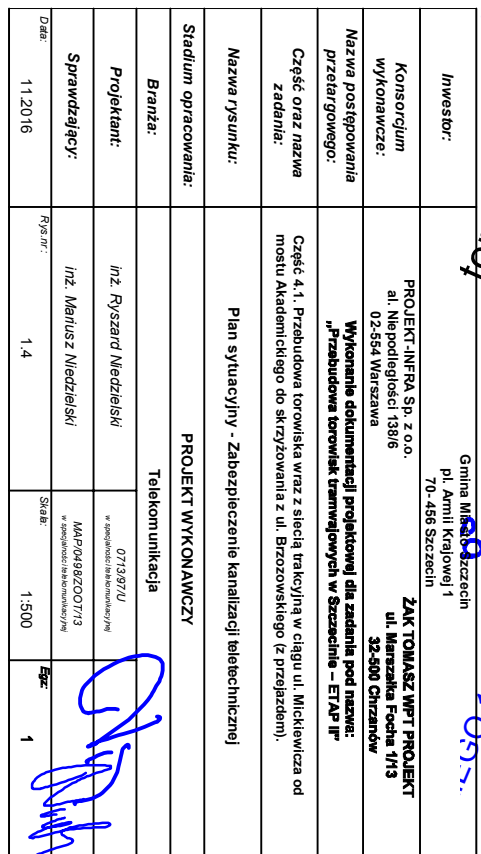 Inwestor:
Gmina Miasto Szczecin
pl. Armii Krajowej 1
70- 456 Szczecin
Konsorcjum
wykonawcze:
PROJEKT-INFRA Sp. z o.o.
al. Niepodległości 138/6
02-554 Warszawa
ŻAK TOMASZ WPT PROJEKT
ul. Marszałka Focha 1/13
32-500 Chrzanów
Nazwa postępowania
przetargowego:
Wykonanie dokumentacji projektowej dla zadania pod nazwa:
„Przebudowa torowisk tramwajowych w Szczecinie – ETAP II"
Część oraz nazwa
zadania:
Część 4.1. Przebudowa torowiska wraz z siecią trakcyjną w ciągu ul. Mickiewicza od
mostu Akademickiego do skrzyżowania z ul. Brzozowskiego (z przejazdem).
Nazwa rysunku:
Plan sytuacyjny - Zabezpieczenie kanalizacji teletechnicznej
Stadium opracowania:
PROJEKT WYKONAWCZY
Branża:
Telekomunikacja
Projektant:
inż. Ryszard Niedzielski
0713/97/U
w specjalności telekomunikacyjnej
Sprawdzający:
inż. Mariusz Niedzielski
MAP/0498/ZOOT/13
w specjalności telekomunikacyjnej
Data:
11.2016
Rys.nr :
1.4
Skala:
1:500
Egz:
1